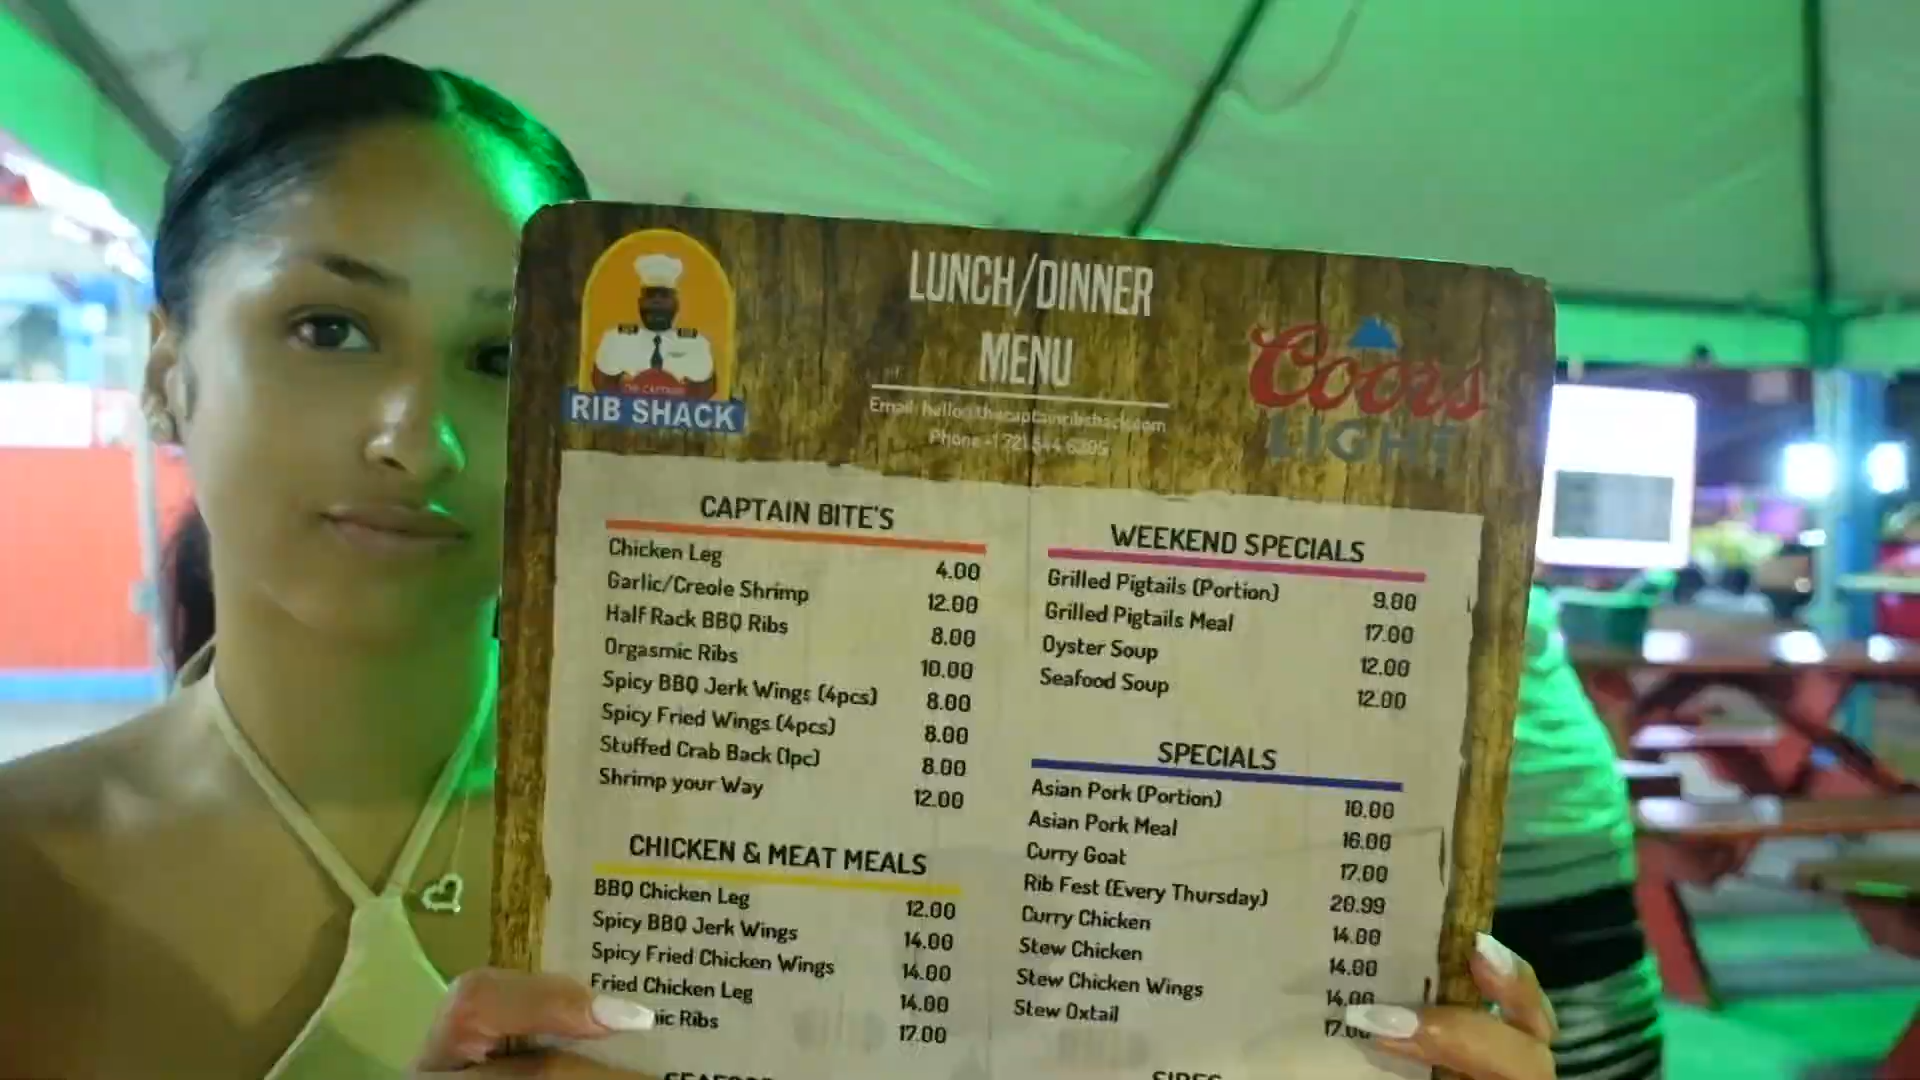 THE CAPTAIN
RIB SHACK
LUNCH/DINNER
MENU
Email: hello@thecaptainribshack.com
Phone +1 721 544 6295
Coors
LIGHT
CAPTAIN BITE'S
Chicken Leg 4.00
Garlic/Creole Shrimp 12.00
Half Rack BBQ Ribs 8.00
Orgasmic Ribs 10.00
Spicy BBQ Jerk Wings (4pcs) 8.00
Spicy Fried Wings (4pcs) 8.00
Stuffed Crab Back (1pc) 8.00
Shrimp your Way 12.00
CHICKEN & MEAT MEALS
BBQ Chicken Leg 12.00
Spicy BBQ Jerk Wings 14.00
Spicy Fried Chicken Wings 14.00
Fried Chicken Leg 14.00
ic Ribs 17.00
WEEKEND SPECIALS
Grilled Pigtails (Portion) 9.00
Grilled Pigtails Meal 17.00
Oyster Soup 12.00
Seafood Soup 12.00
SPECIALS
Asian Pork (Portion) 10.00
Asian Pork Meal 16.00
Curry Goat 17.00
Rib Fest (Every Thursday) 20.99
Curry Chicken 14.00
Stew Chicken 14.00
Stew Chicken Wings 14.00
Stew Oxtail 17.00